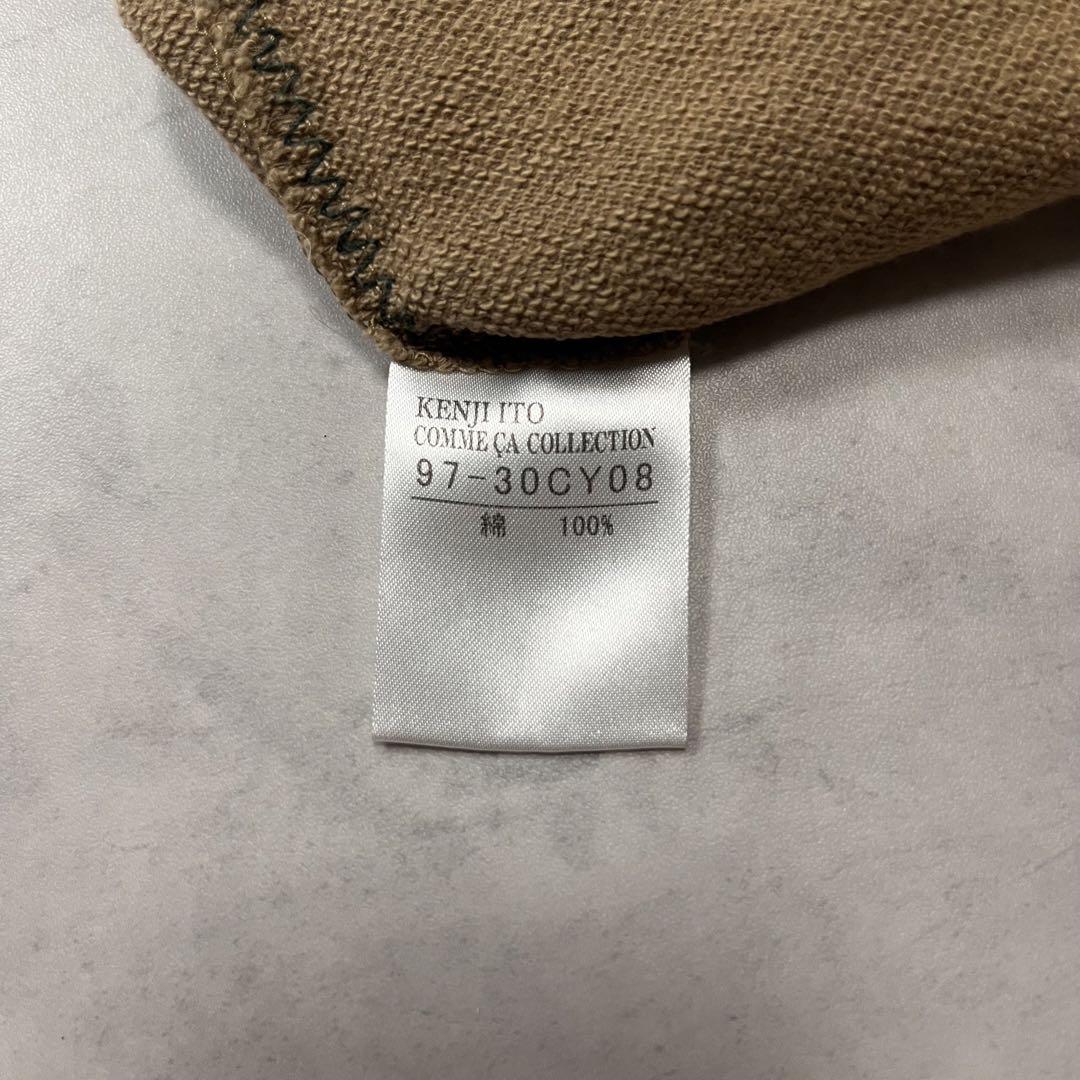 KENJI ITO
COMME ÇA COLLECTION
97-30CY08
綿 100%